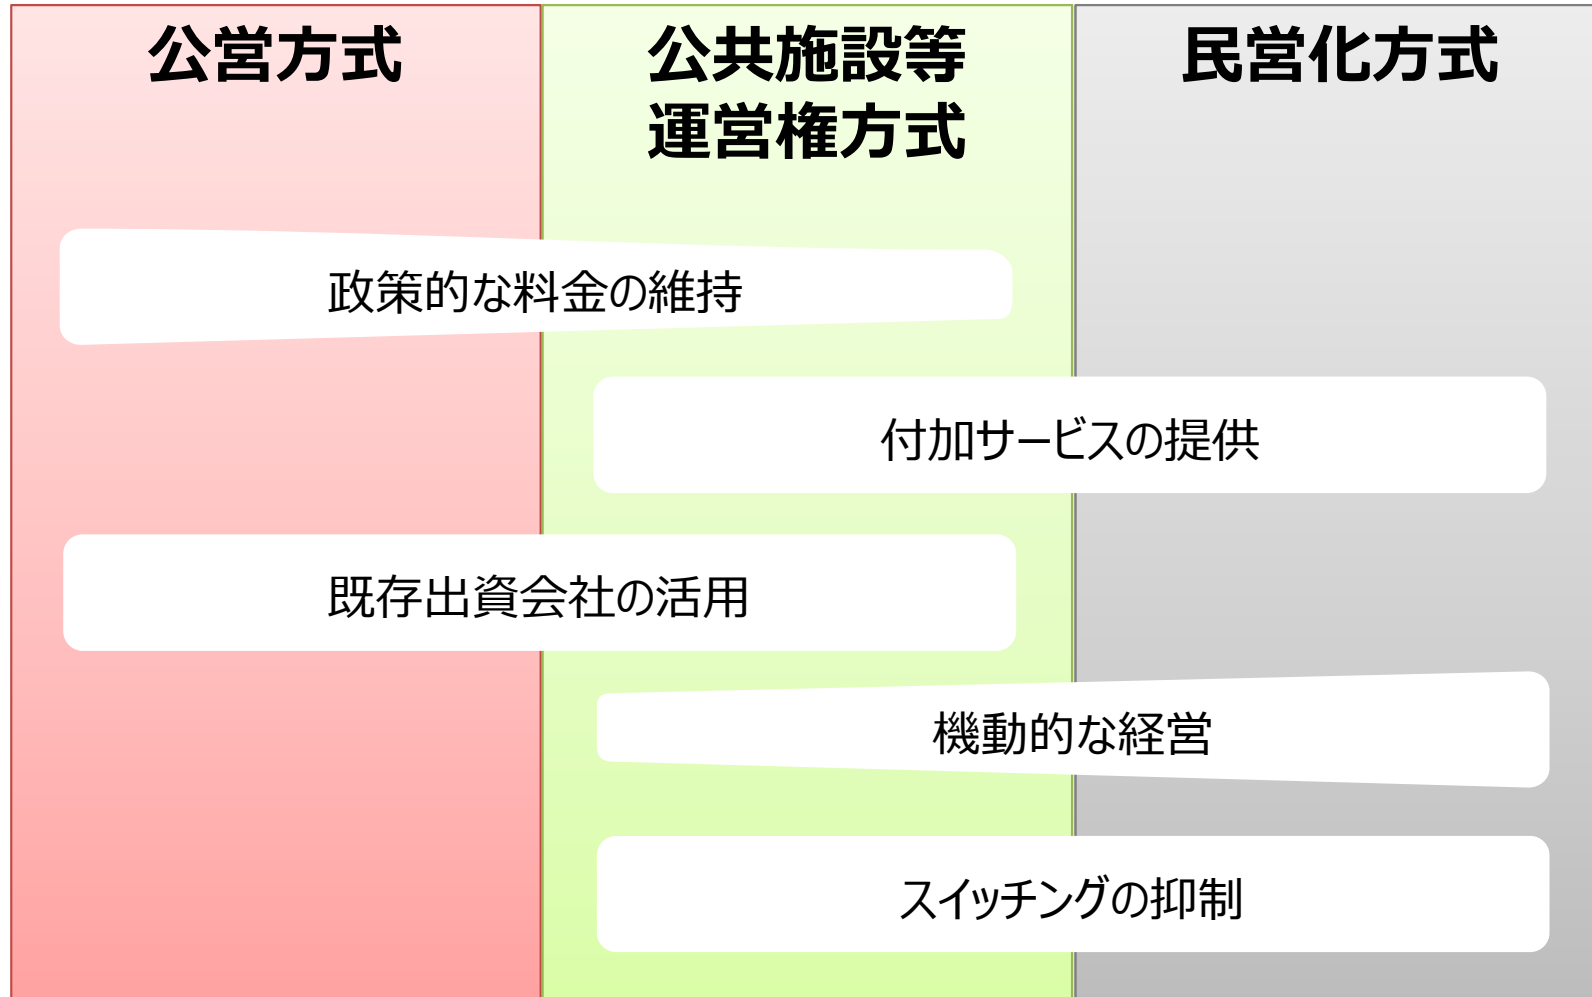 公営方式
公共施設等
運営権方式
民営化方式
政策的な料金の維持
付加サービスの提供
既存出資会社の活用
機動的な経営
スイッチングの抑制